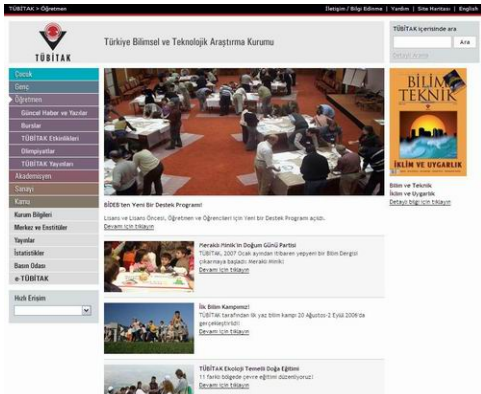 TÜBİTAK > Öğretmen
İletişim / Bilgi Edinme | Yardım | Site Haritası | English
TÜBİTAK
Türkiye Bilimsel ve Teknolojik Araştırma Kurumu
TÜBİTAK içerisinde ara
Ara
Detaylı Arama
Çocuk
Genç
Öğretmen
Güncel Haber ve Yazılar
Burslar
TÜBİTAK Etkinlikleri
Olimpiyatlar
TÜBİTAK Yayınları
Akademisyen
Sanayi
Kamu
Kurum Bilgileri
Merkez ve Enstitüler
Yayınlar
İstatistikler
Basın Odası
e-TÜBİTAK
Hızlı Erişim
BİDEB'ten Yeni Bir Destek Programı!
Lisans ve Lisans Öncesi, Öğretmen ve Öğrencileri için Yeni bir Destek Programı açıldı.
Devamı için tıklayın
Meraklı Minik'in Doğum Günü Partisi
TÜBİTAK, 2007 Ocak ayından itibaren yepyeni bir Bilim Dergisi
çıkarmaya başladı: Meraklı Minik!
Devamı için tıklayın
İlk Bilim Kampımız!
TÜBİTAK tarafından ilk yaz bilim kampı 20 Ağustos-2 Eylül 2006'da
gerçekleştirildi!
Devamı için tıklayın
TÜBİTAK Ekoloji Temelli Doğa Eğitimi
11 farklı bölgede çevre eğitimi düzenliyoruz!
Devamı için tıklayın
BİLİM
TEKNİK
İKLİM VE UYGARLIK
Bilim ve Teknik
İklim ve Uygarlık
Detaylı bilgi için tıklayın